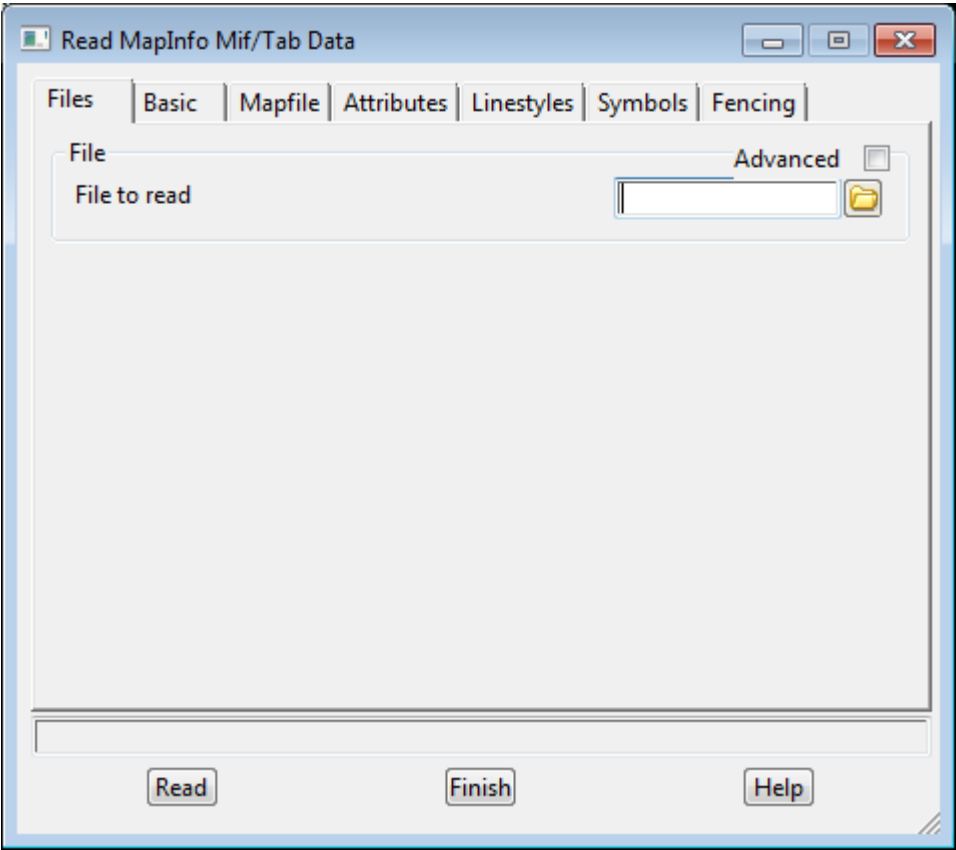 Read MapInfo Mif/Tab Data
Files Basic Mapfile Attributes Linestyles Symbols Fencing
File Advanced
File to read
Read Finish Help